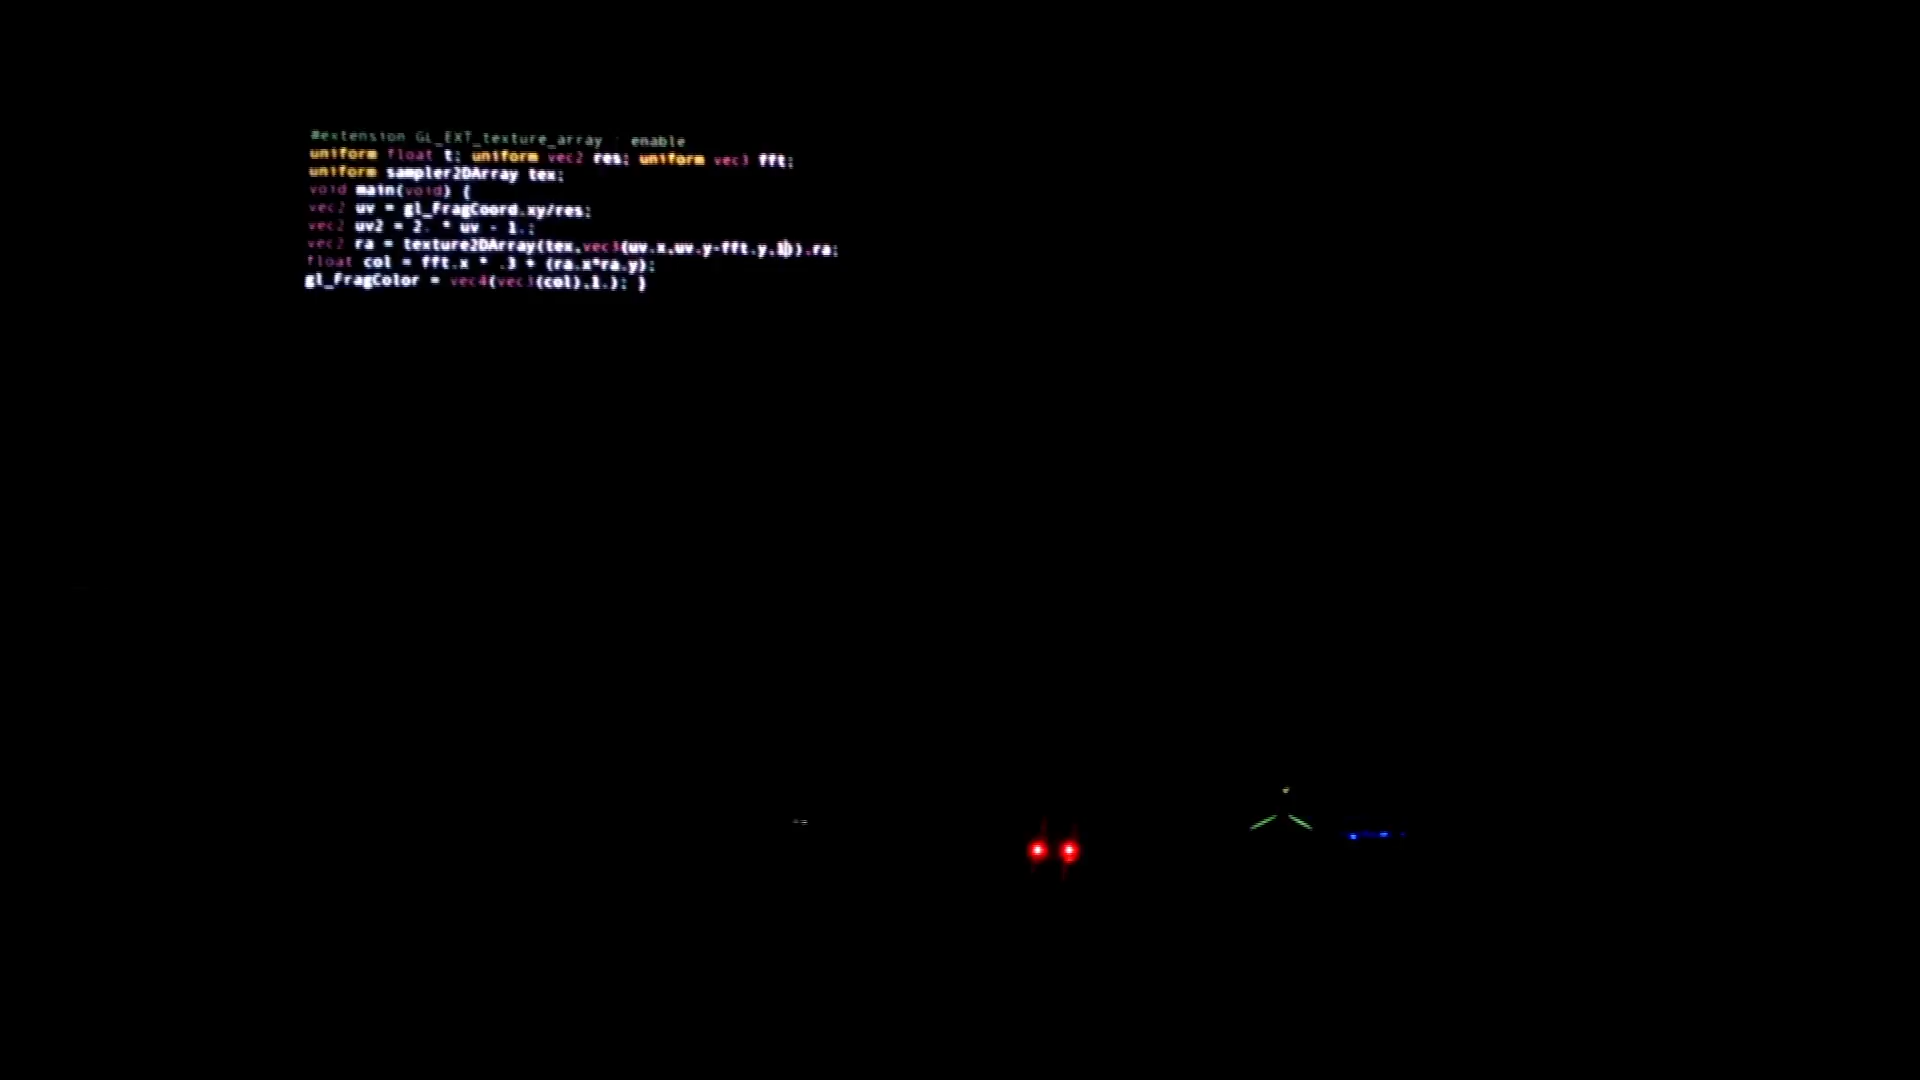 #extension GL_EXT_texture_array : enable
uniform float t; uniform vec2 res; uniform vec3 fft;
uniform sampler2DArray tex;
void main(void) {
vec2 uv = gl_FragCoord.xy/res;
vec2 uv2 = 2. * uv - 1.;
vec2 ra = texture2DArray(tex,vec3(uv.x,uv.y-fft.y,1)).ra;
float col = fft.x * .3 + (ra.x*ra.y);
gl_FragColor = vec4(vec3(col),1.); }